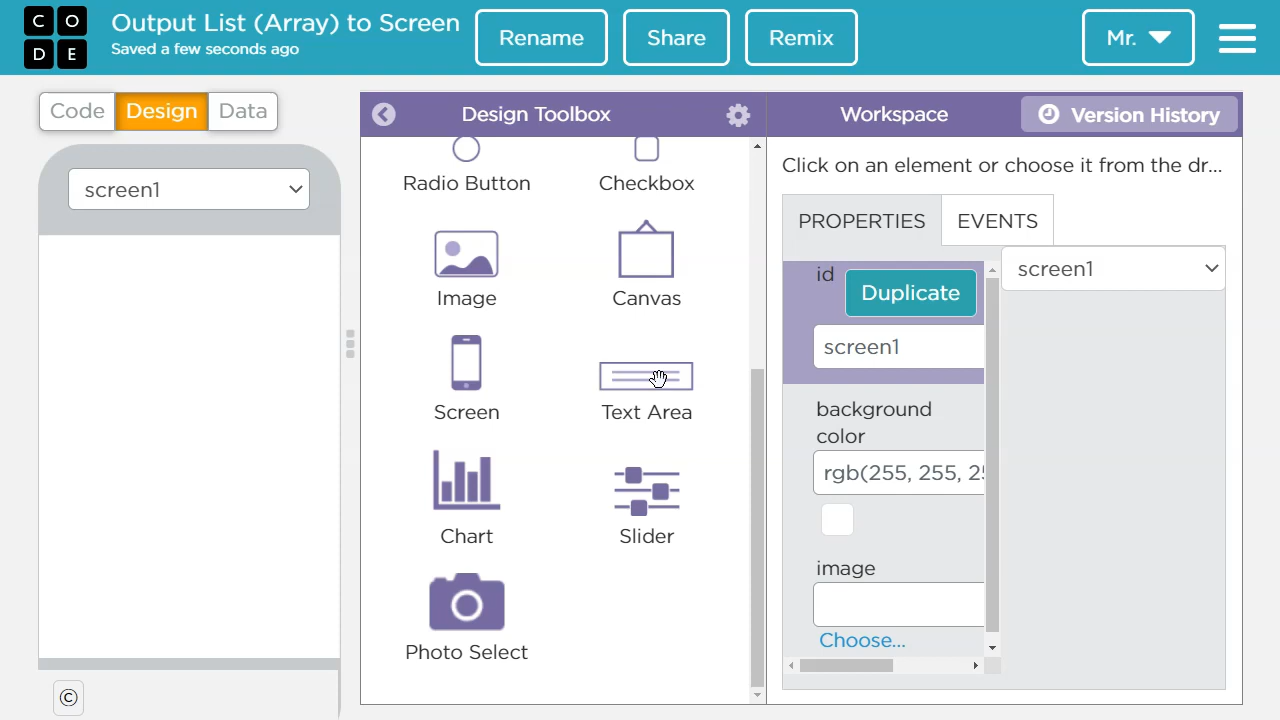 C O
D E
Output List (Array) to Screen
Saved a few seconds ago
Rename
Share
Remix
Mr.
Code
Design
Data
Design Toolbox
Workspace
Version History
screen1
Radio Button
Checkbox
Image
Canvas
Screen
Text Area
Chart
Slider
Photo Select
Click on an element or choose it from the dr...
PROPERTIES
EVENTS
id
Duplicate
screen1
screen1
background
color
rgb(255, 255, 25
image
Choose...
©